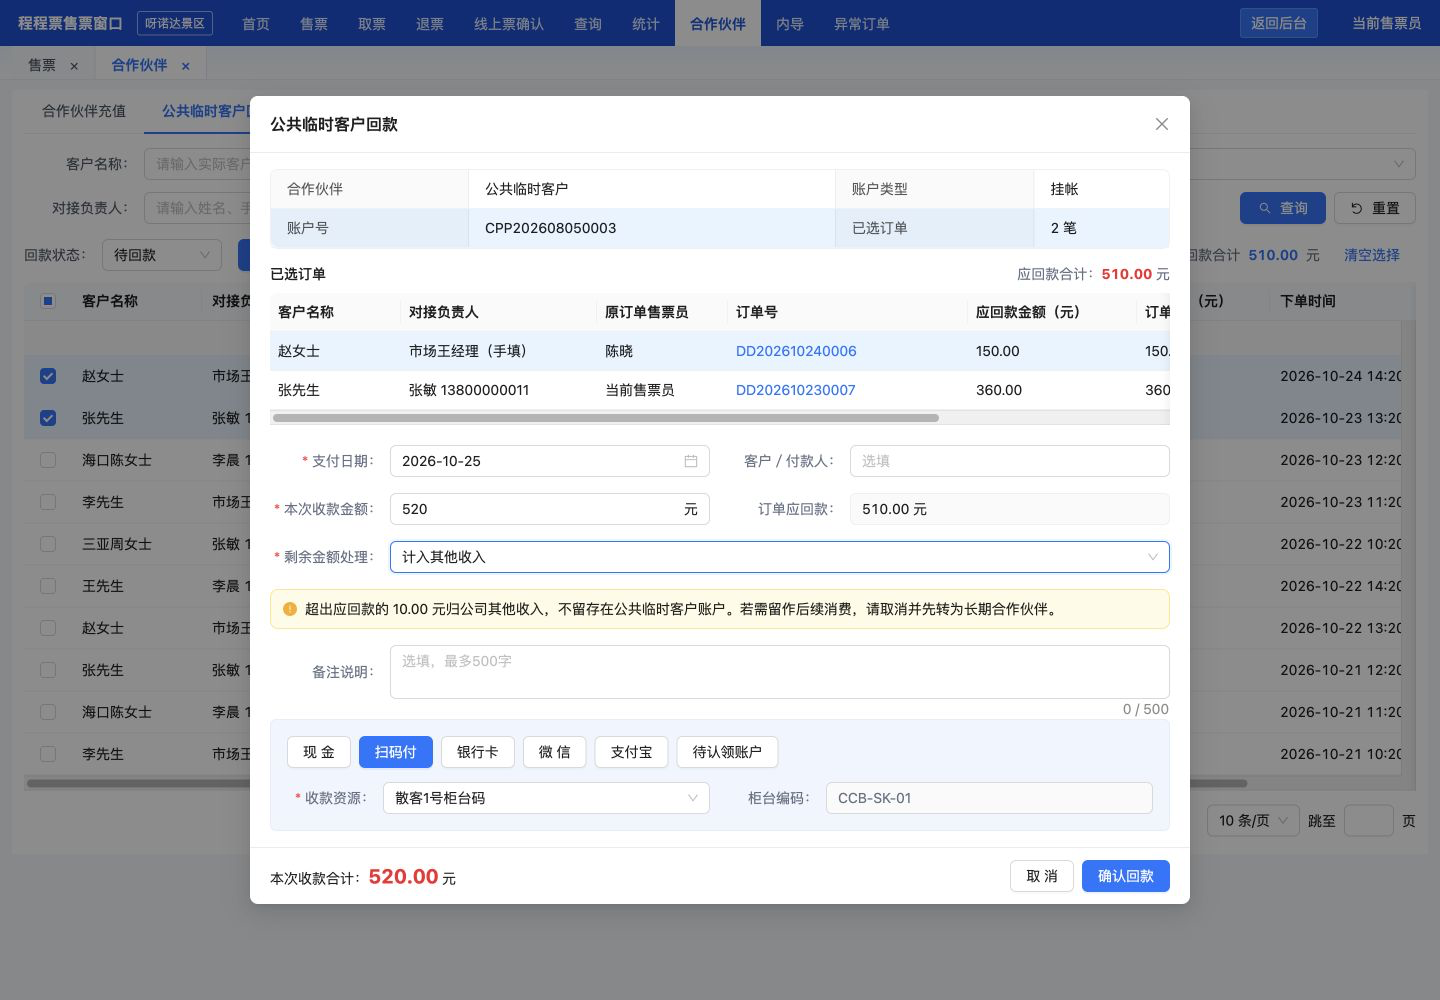 程程票售票窗口 呀诺达景区 首页 售票 取票 退票 线上票确认 查询 统计 合作伙伴 内导 异常订单 返回后台 当前售票员
售票 × 合作伙伴 ×
合作伙伴充值 公共临时客户
客户名称： 请输入实际客户
对接负责人： 请输入姓名、手 查询 重置
回款状态： 待回款 回款合计 510.00 元 清空选择
客户名称 对接负 （元） 下单时间
赵女士 市场王 2026-10-24 14:20
张先生 张敏 1 2026-10-23 13:20
海口陈女士 李晨 1 2026-10-23 12:20
李先生 市场王 2026-10-23 11:20
三亚周女士 张敏 1 2026-10-22 10:20
王先生 李晨 1 2026-10-22 14:20
赵女士 市场王 2026-10-22 13:20
张先生 张敏 1 2026-10-21 12:20
海口陈女士 李晨 1 2026-10-21 11:20
李先生 市场王 2026-10-21 10:20
10 条/页 跳至 页
公共临时客户回款
合作伙伴 公共临时客户 账户类型 挂帐
账户号 CPP202608050003 已选订单 2 笔
已选订单 应回款合计：510.00 元
客户名称 对接负责人 原订单售票员 订单号 应回款金额（元） 订单
赵女士 市场王经理（手填） 陈晓 DD202610240006 150.00 150.
张先生 张敏 13800000011 当前售票员 DD202610230007 360.00 360
* 支付日期： 2026-10-25 客户 / 付款人： 选填
* 本次收款金额： 520 元 订单应回款： 510.00 元
* 剩余金额处理： 计入其他收入
超出应回款的 10.00 元归公司其他收入，不留存在公共临时客户账户。若需留作后续消费，请取消并先转为长期合作伙伴。
备注说明： 选填，最多500字
0 / 500
现 金 扫码付 银行卡 微 信 支付宝 待认领账户
* 收款资源： 散客1号柜台码 柜台编码： CCB-SK-01
本次收款合计：520.00 元 取 消 确认回款